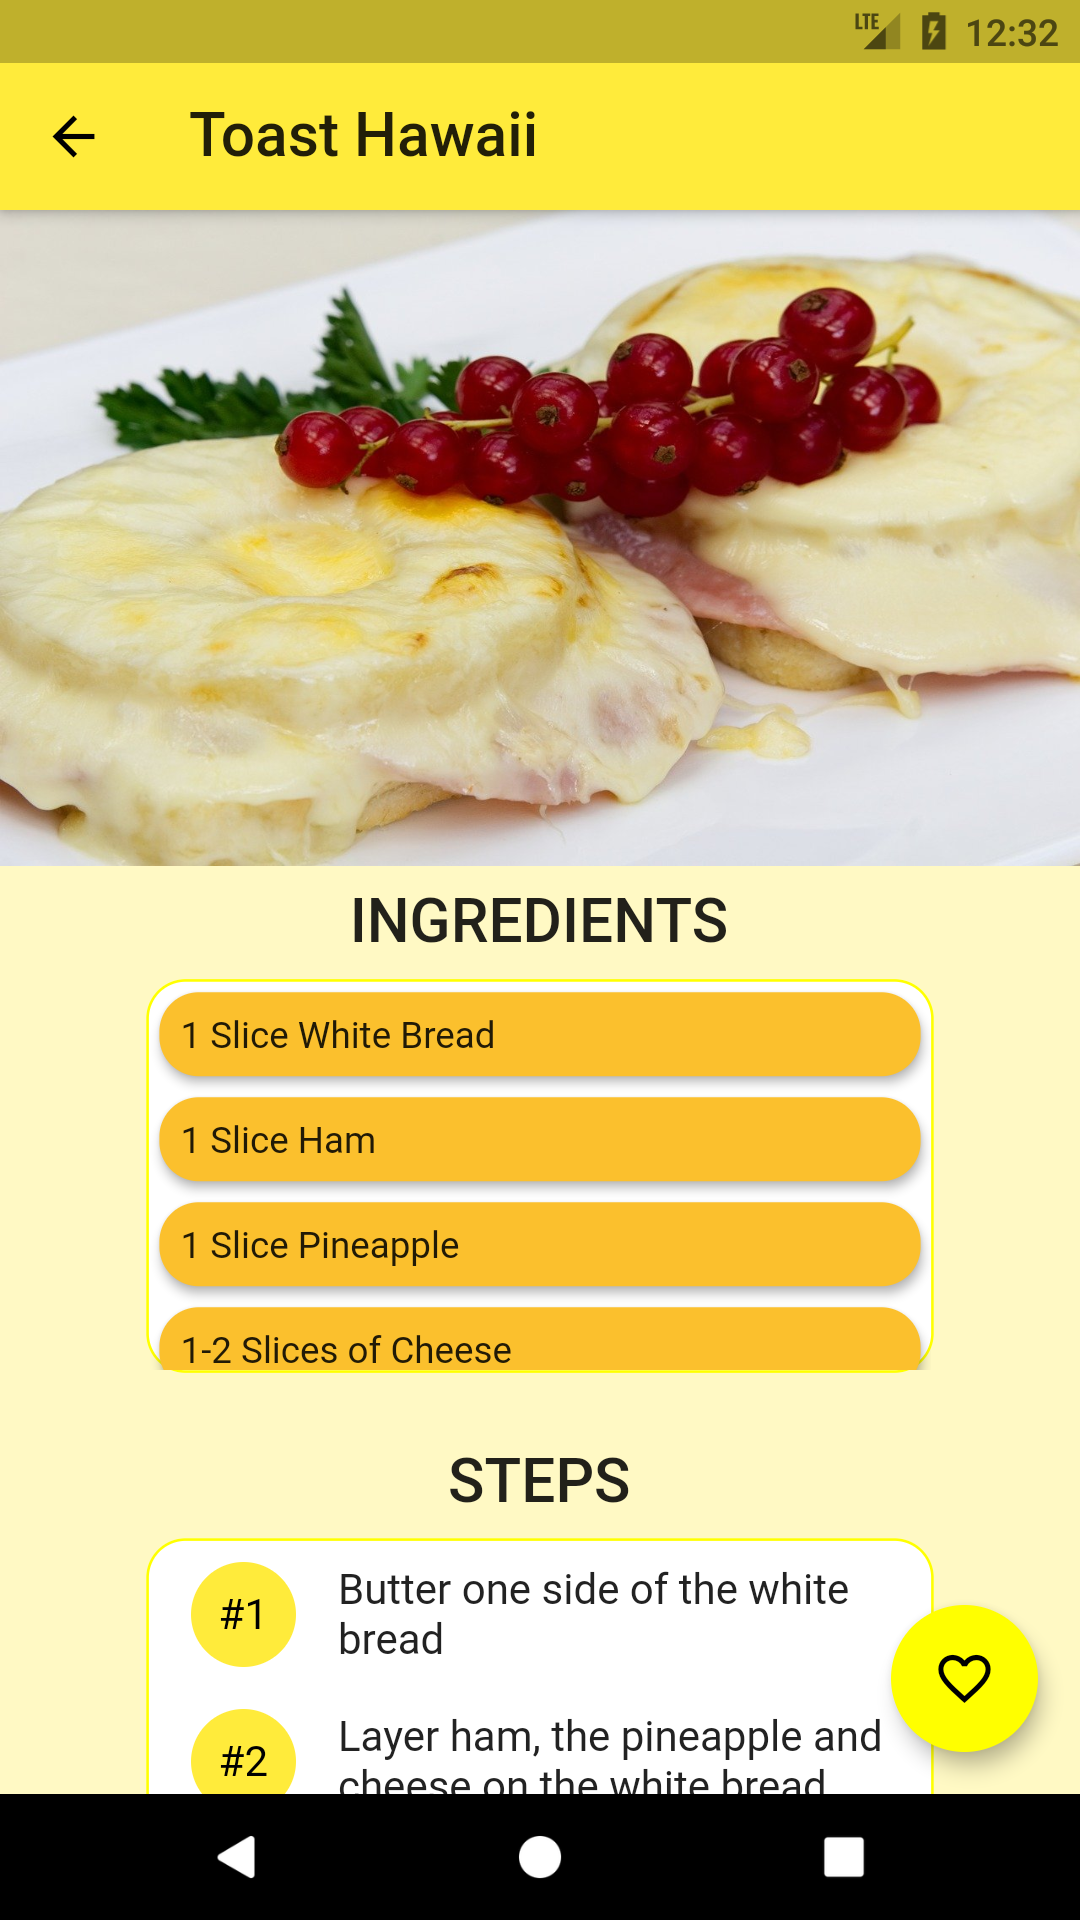 LTE 12:32
Toast Hawaii
INGREDIENTS
1 Slice White Bread
1 Slice Ham
1 Slice Pineapple
1-2 Slices of Cheese
STEPS
#1 Butter one side of the white
bread
#2 Layer ham, the pineapple and
cheese on the white bread